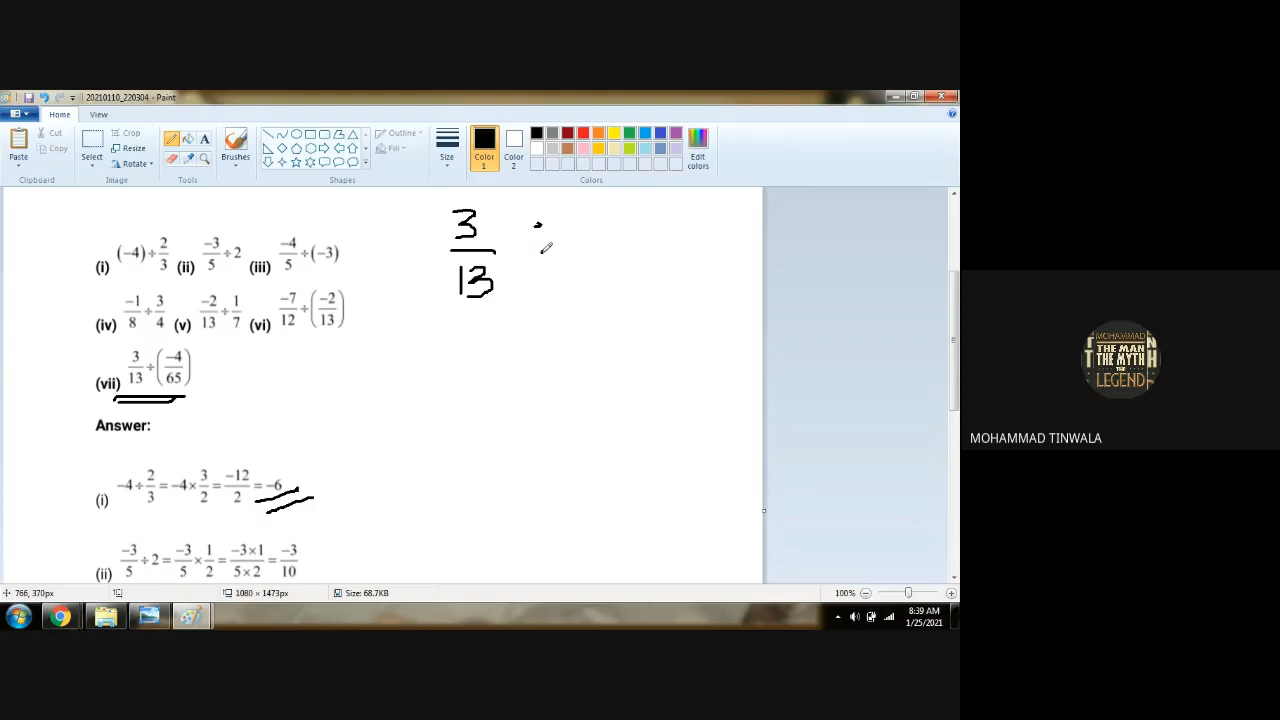 20210110_220304 - Paint
Home View
Paste
Cut
Copy
Clipboard
Select
Crop
Resize
Rotate
Image
A
Tools
Brushes
Outline
Fill
Shapes
Size
Color 1
Color 2
Edit colors
Colors
(i) (−4) ÷ 2/3 (ii) −3/5 ÷ 2 (iii) −4/5 ÷ (−3)
(iv) −1/8 ÷ 3/4 (v) −2/13 ÷ 1/7 (vi) −7/12 ÷ (−2/13)
(vii) 3/13 ÷ (−4/65)
3/13
Answer:
(i) −4 ÷ 2/3 = −4 × 3/2 = −12/2 = −6
(ii) −3/5 ÷ 2 = −3/5 × 1/2 = −3×1/5×2 = −3/10
766, 370px
1080 × 1473px
Size: 68.7KB
100%
8:39 AM
1/25/2021
MOHAMMAD
THE MAN
THE MYTH
THE
LEGEND
MOHAMMAD TINWALA